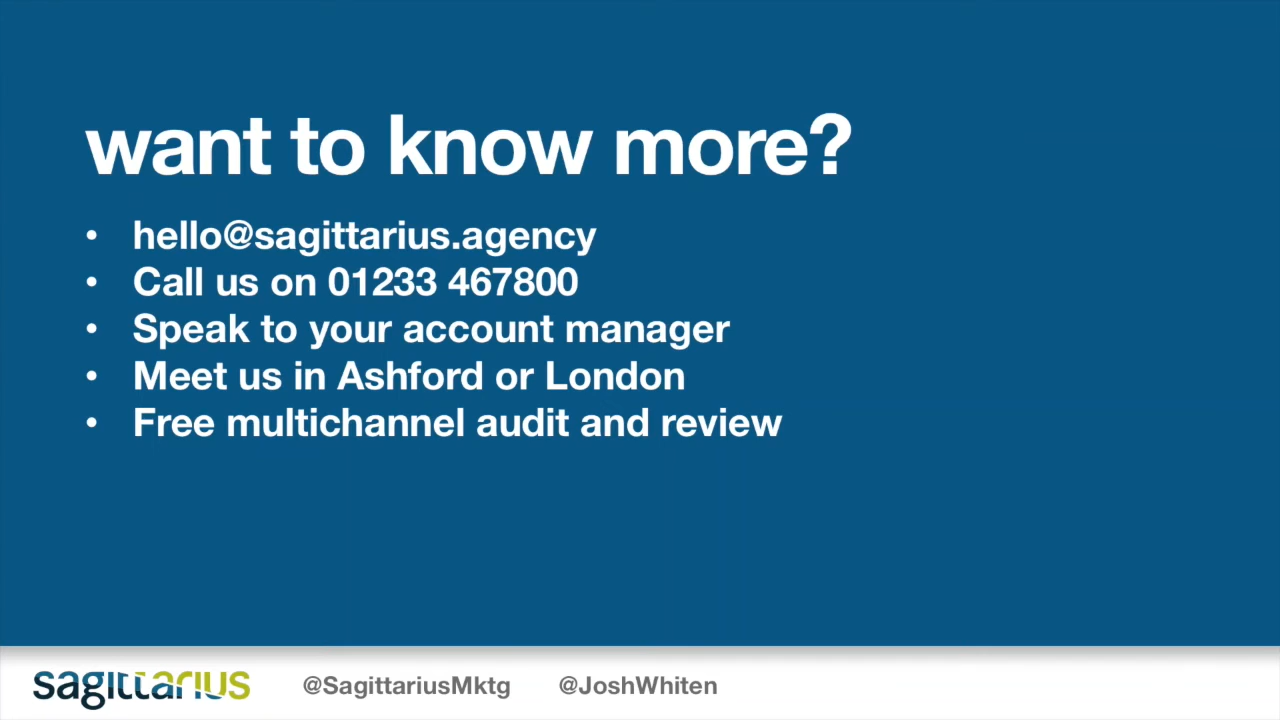 want to know more?
• hello@sagittarius.agency
• Call us on 01233 467800
• Speak to your account manager
• Meet us in Ashford or London
• Free multichannel audit and review
sagittarius @SagittariusMktg @JoshWhiten